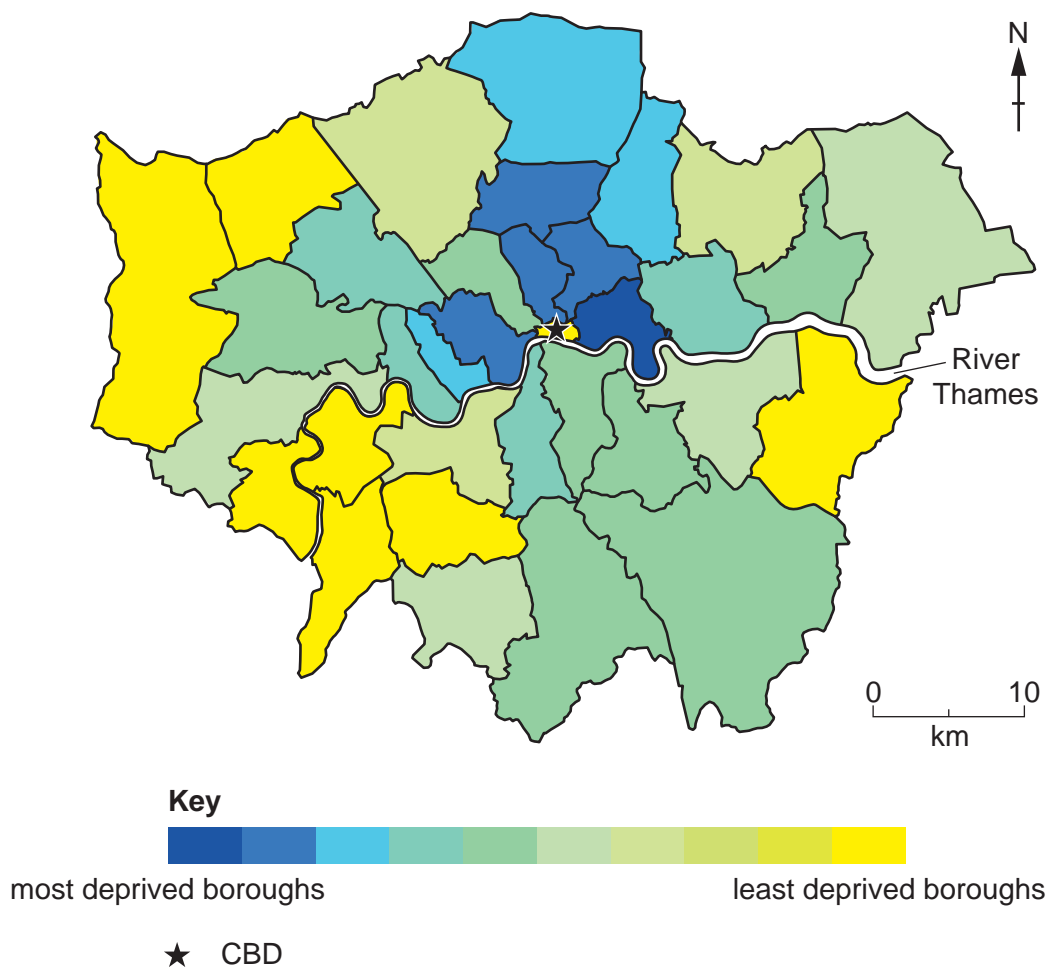 N
River
Thames
0 10
km
Key
most deprived boroughs least deprived boroughs
CBD